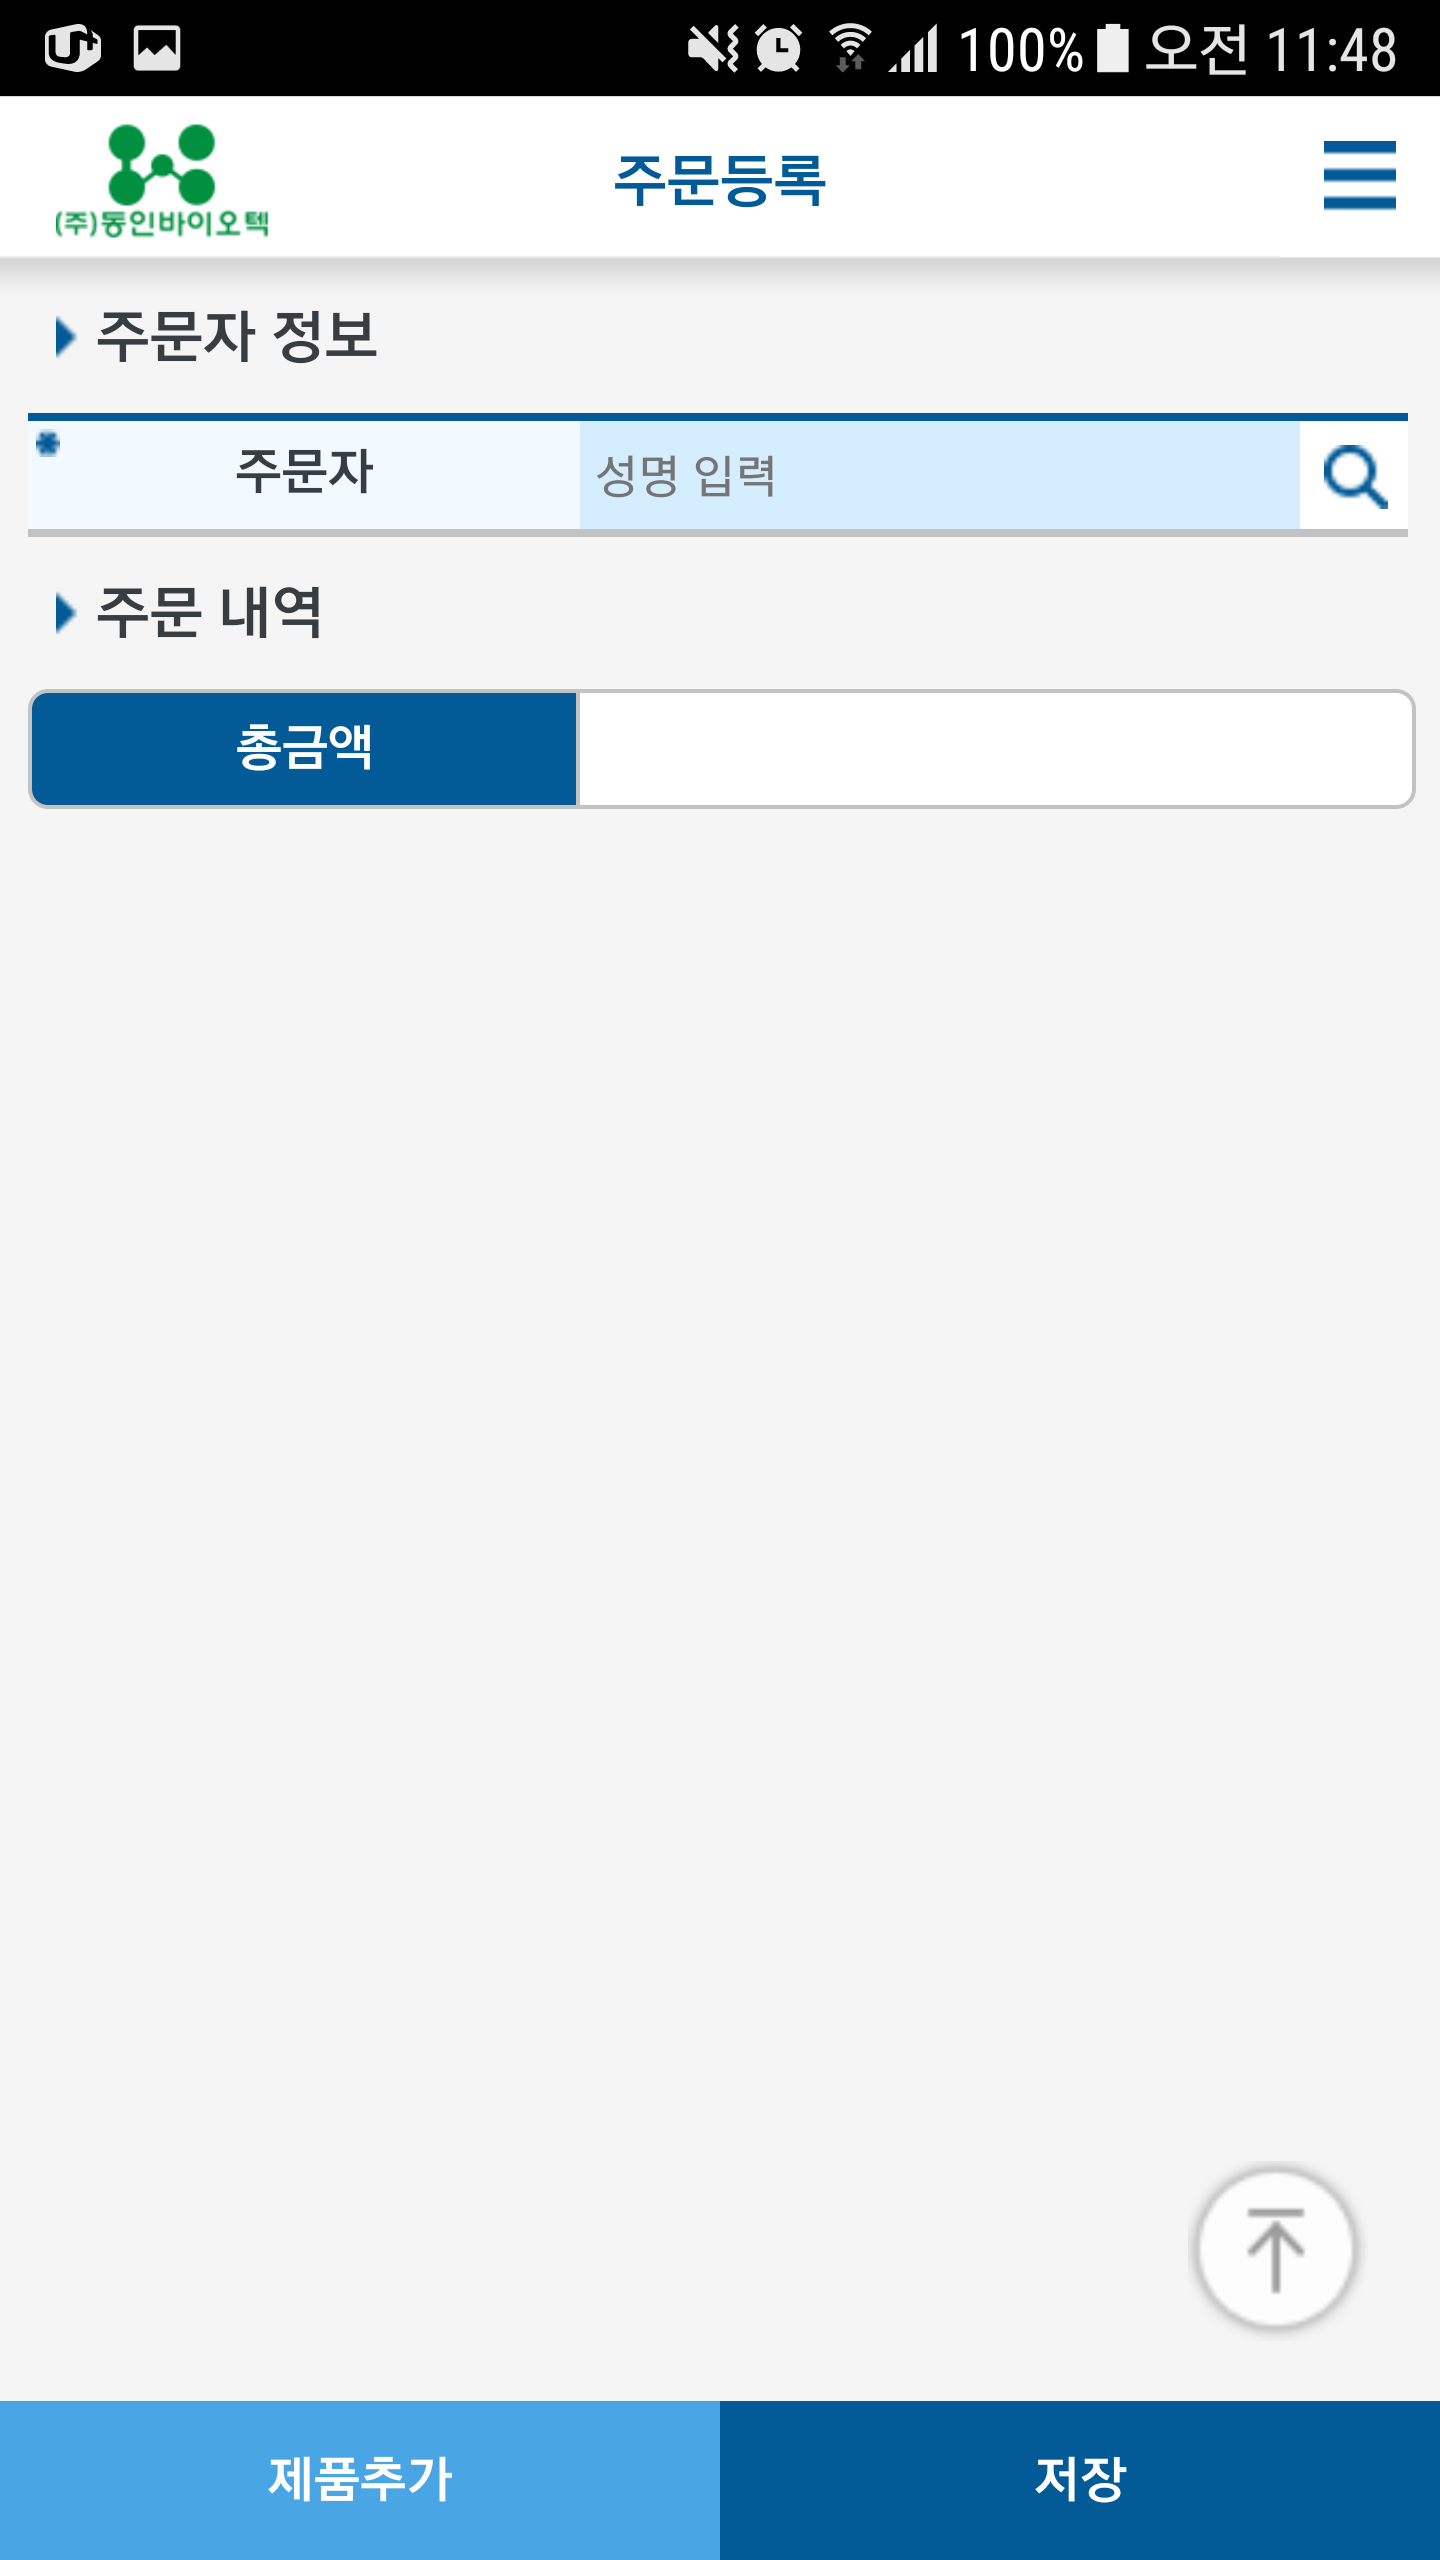 100% 오전 11:48
(주)동인바이오텍
주문등록
주문자 정보
* 주문자 성명 입력
주문 내역
총금액
제품추가 저장